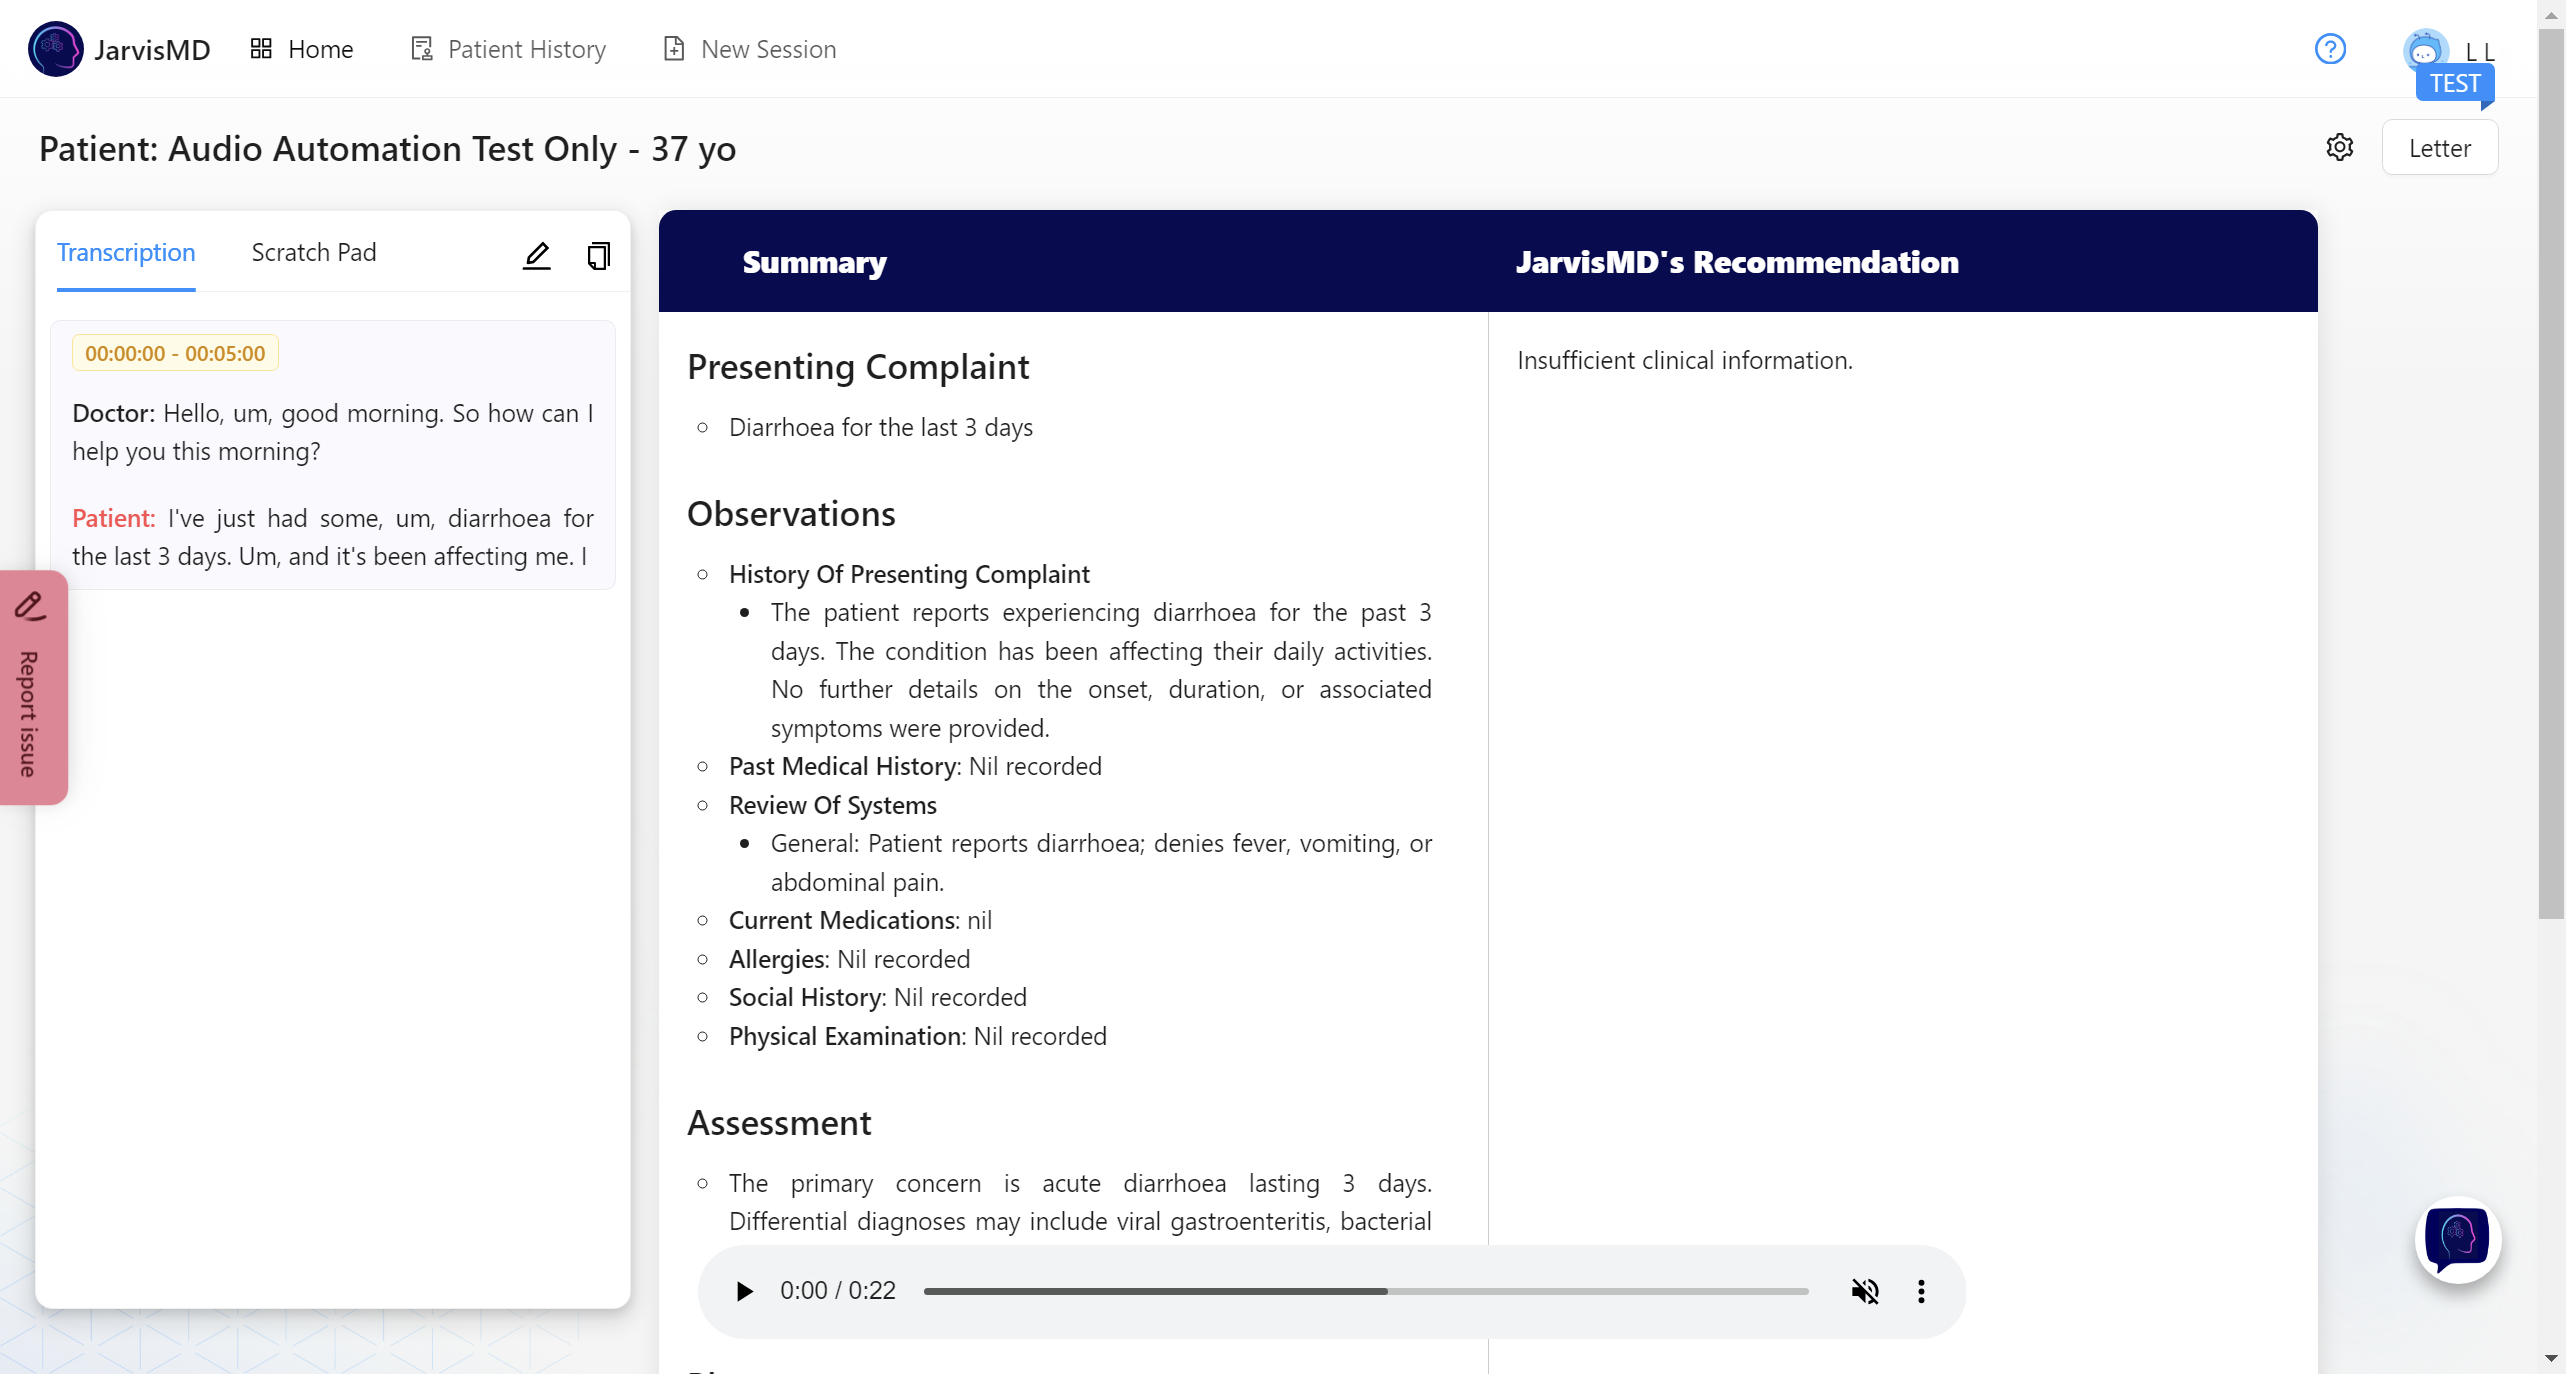 JarvisMD
Home
Patient History
New Session
L L
TEST
Patient: Audio Automation Test Only - 37 yo
Letter
Transcription
Scratch Pad
00:00:00 - 00:05:00
Doctor: Hello, um, good morning. So how can I
help you this morning?
Patient: I've just had some, um, diarrhoea for
the last 3 days. Um, and it's been affecting me. I
Report issue
Summary
JarvisMD's Recommendation
Presenting Complaint
Diarrhoea for the last 3 days
Observations
History Of Presenting Complaint
The patient reports experiencing diarrhoea for the past 3
days. The condition has been affecting their daily activities.
No further details on the onset, duration, or associated
symptoms were provided.
Past Medical History: Nil recorded
Review Of Systems
General: Patient reports diarrhoea; denies fever, vomiting, or
abdominal pain.
Current Medications: nil
Allergies: Nil recorded
Social History: Nil recorded
Physical Examination: Nil recorded
Assessment
The primary concern is acute diarrhoea lasting 3 days.
Differential diagnoses may include viral gastroenteritis, bacterial
0:00 / 0:22
Insufficient clinical information.